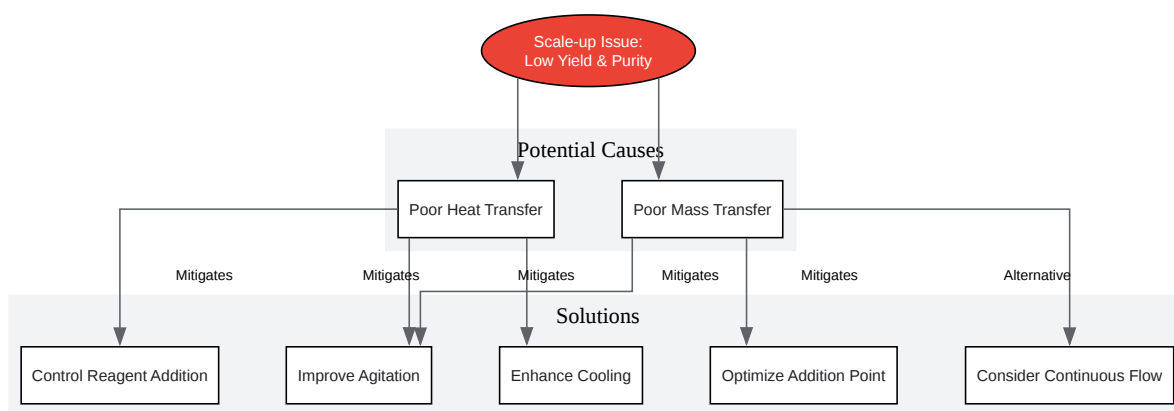 Scale-up Issue:
Low Yield & Purity
Potential Causes
Poor Heat Transfer
Poor Mass Transfer
Mitigates
Mitigates
Mitigates
Mitigates
Mitigates
Alternative
Solutions
Control Reagent Addition
Improve Agitation
Enhance Cooling
Optimize Addition Point
Consider Continuous Flow